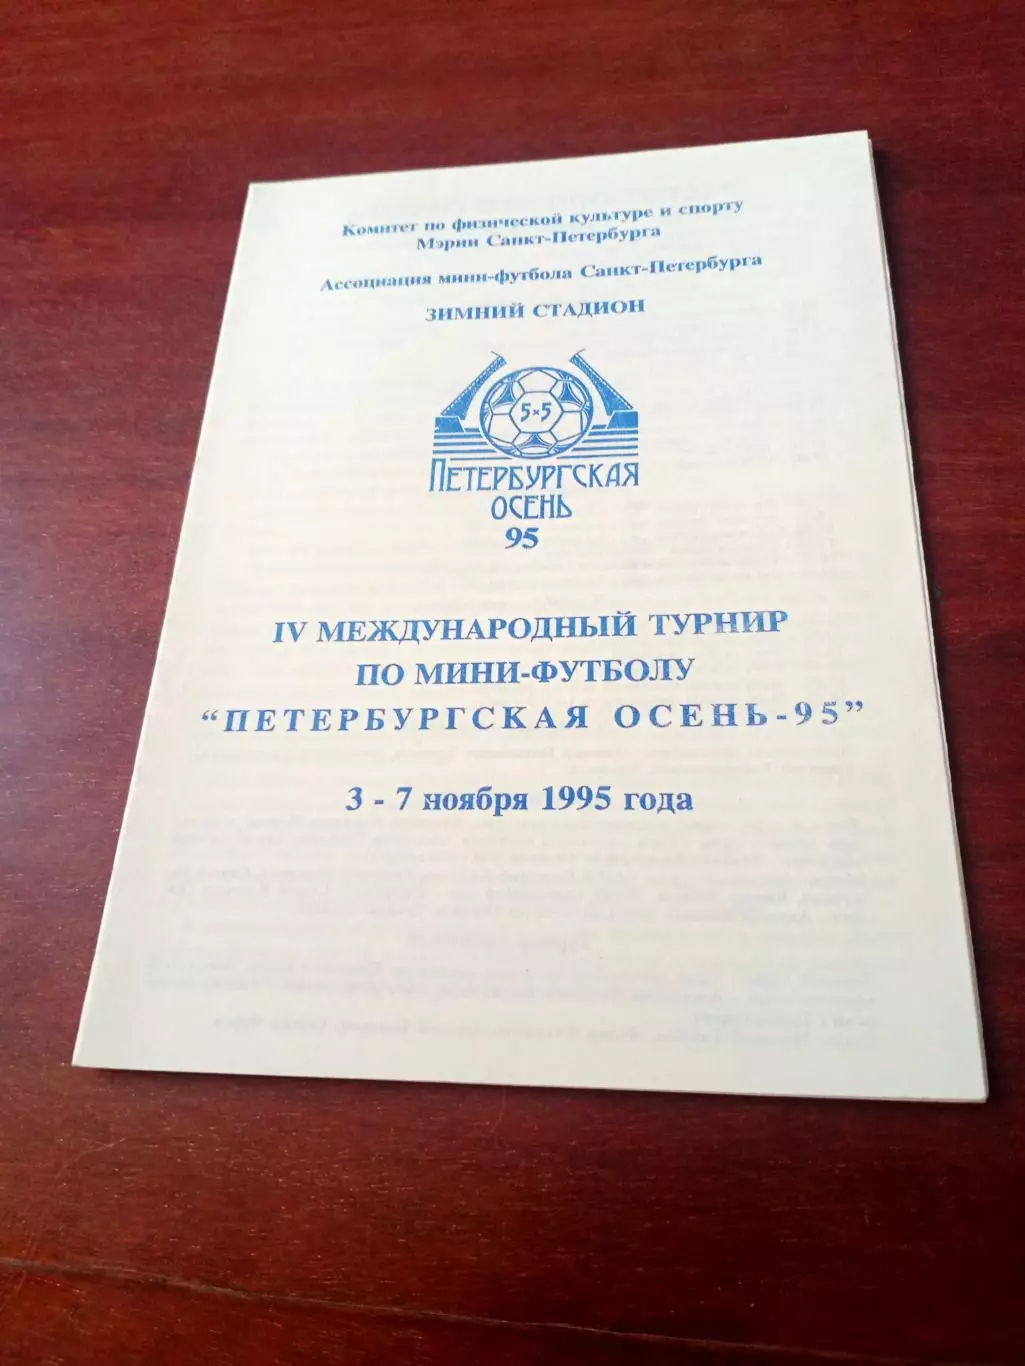 Комитет по физической культуре и спорту
Мэрии Санкт-Петербурга
Ассоциация мини-футбола Санкт-Петербурга
ЗИМНИЙ СТАДИОН
5×5
ПЕТЕРБУРГСКАЯ
ОСЕНЬ
95
IV МЕЖДУНАРОДНЫЙ ТУРНИР
ПО МИНИ-ФУТБОЛУ
“ПЕТЕРБУРГСКАЯ ОСЕНЬ-95”
3 - 7 ноября 1995 года